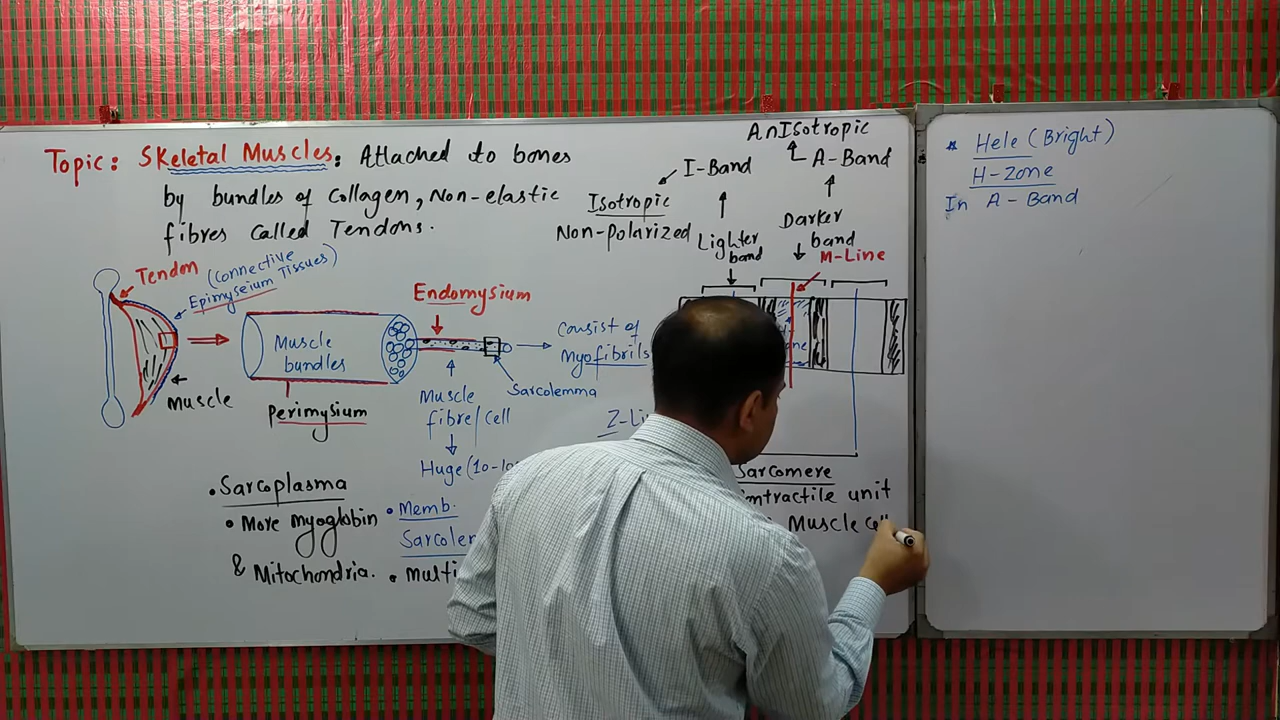 Topic: Skeletal Muscles: Attached to bones
by bundles of Collagen, Non-elastic
fibres called Tendons.
AnIsotropic
A-Band
I-Band
Isotropic
Non-polarized
Darker
band
Lighter
band
M-Line
Tendon
(Connective
Tissues)
Epimyseium
Muscle
Muscle
bundles
Perimysium
Endomysium
Consist of
Myofibrils
Sarcolemma
Muscle
fibre/cell
Huge
Sarcomere
unit
Muscle
Sarcoplasma
More myoglobin
& Mitochondria.
Memb.
* Hele (Bright)
H-Zone
In A-Band